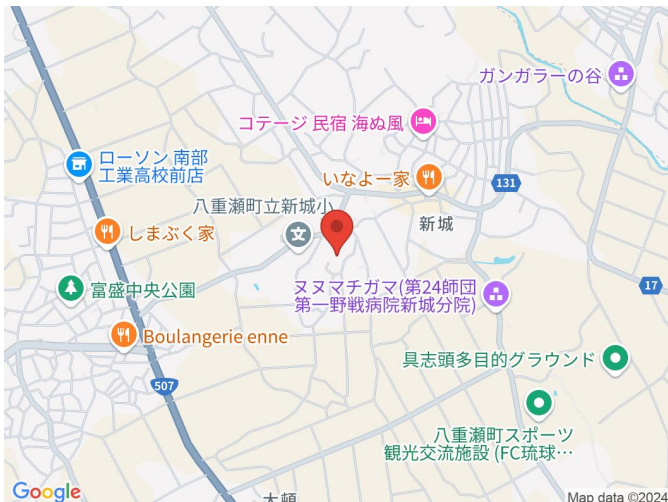 ガンガラーの谷
コテージ 民宿 海ぬ風
ローソン 南部
工業高校前店
いなよー家
131
八重瀬町立新城小
新城
しまぶく家
富盛中央公園
ヌヌマチガマ(第24師団
第一野戦病院新城分院)
17
Boulangerie enne
具志頭多目的グラウンド
507
八重瀬町スポーツ
観光交流施設 (FC琉球…
大頓
Google
Map data ©2024